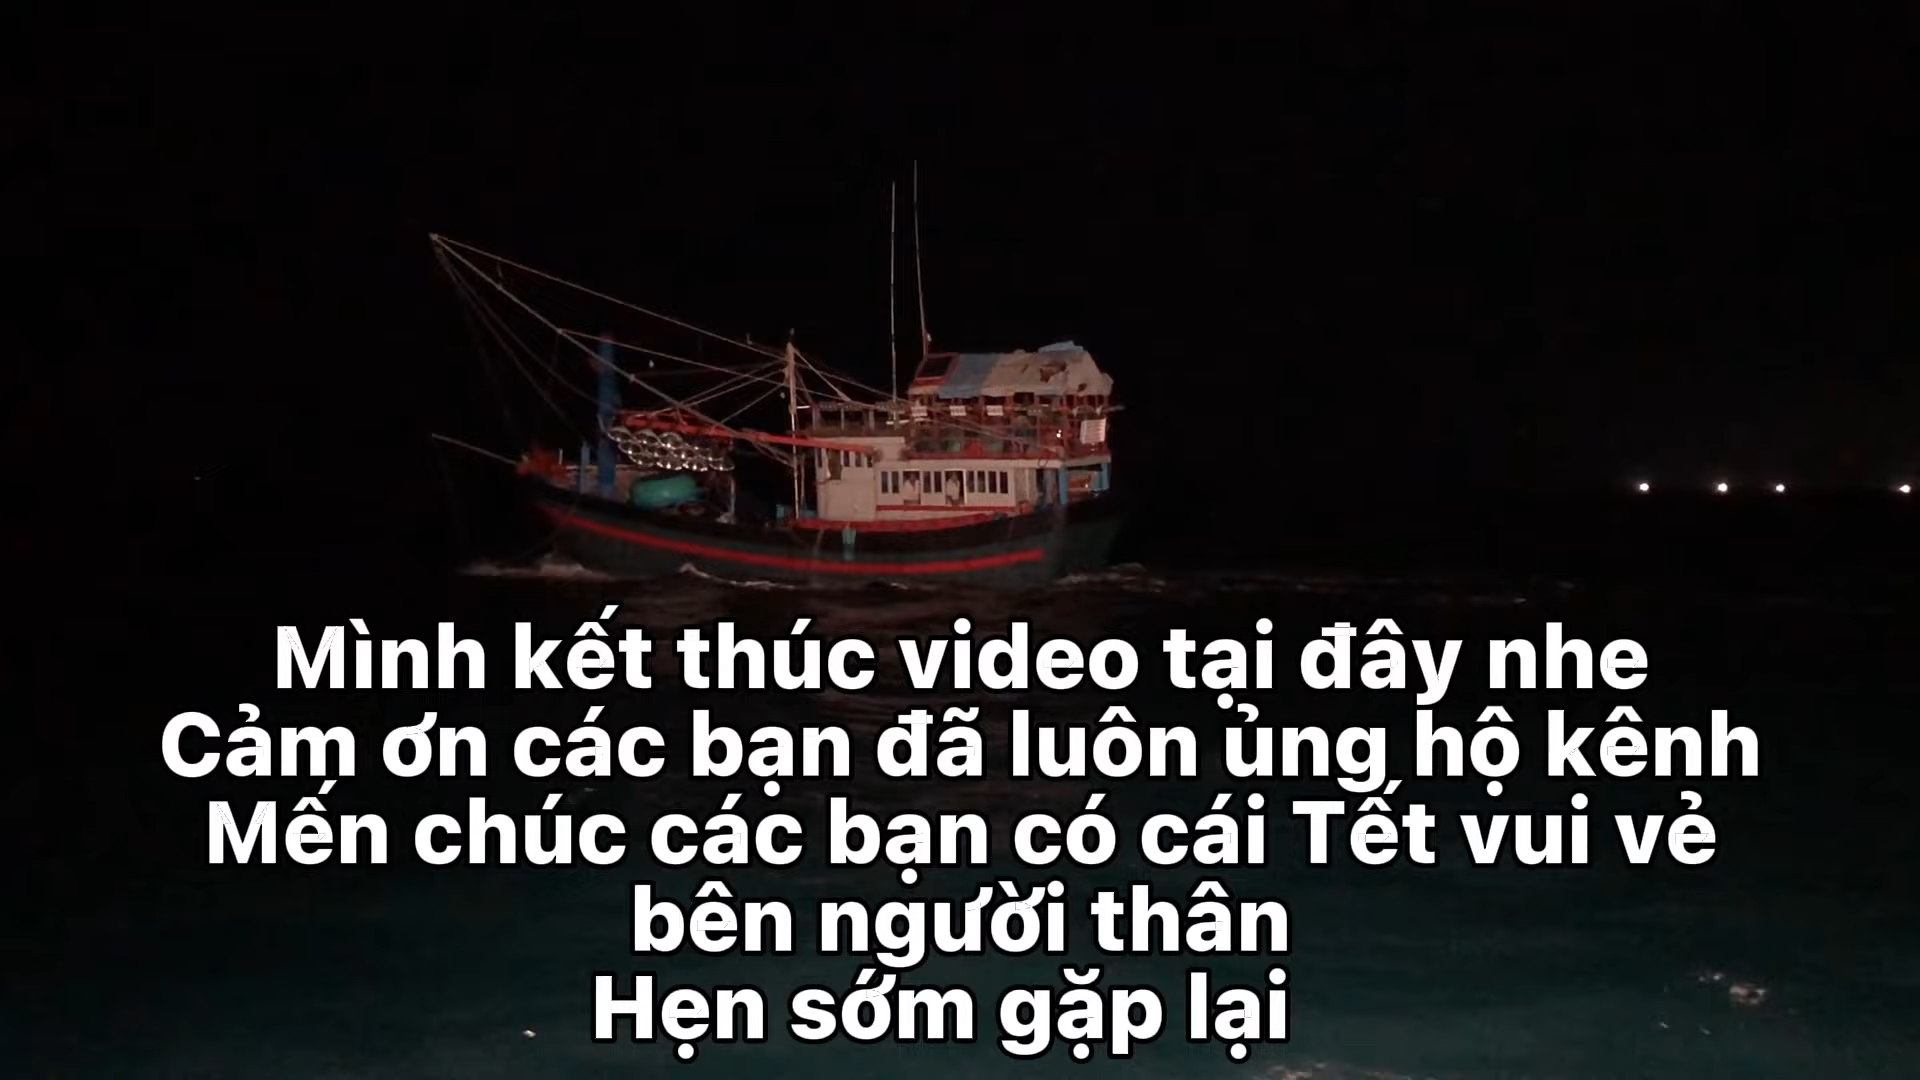 Mình kết thúc video tại đây nhe
Cảm ơn các bạn đã luôn ủng hộ kênh
Mến chúc các bạn có cái Tết vui vẻ
bên người thân
Hẹn sớm gặp lại